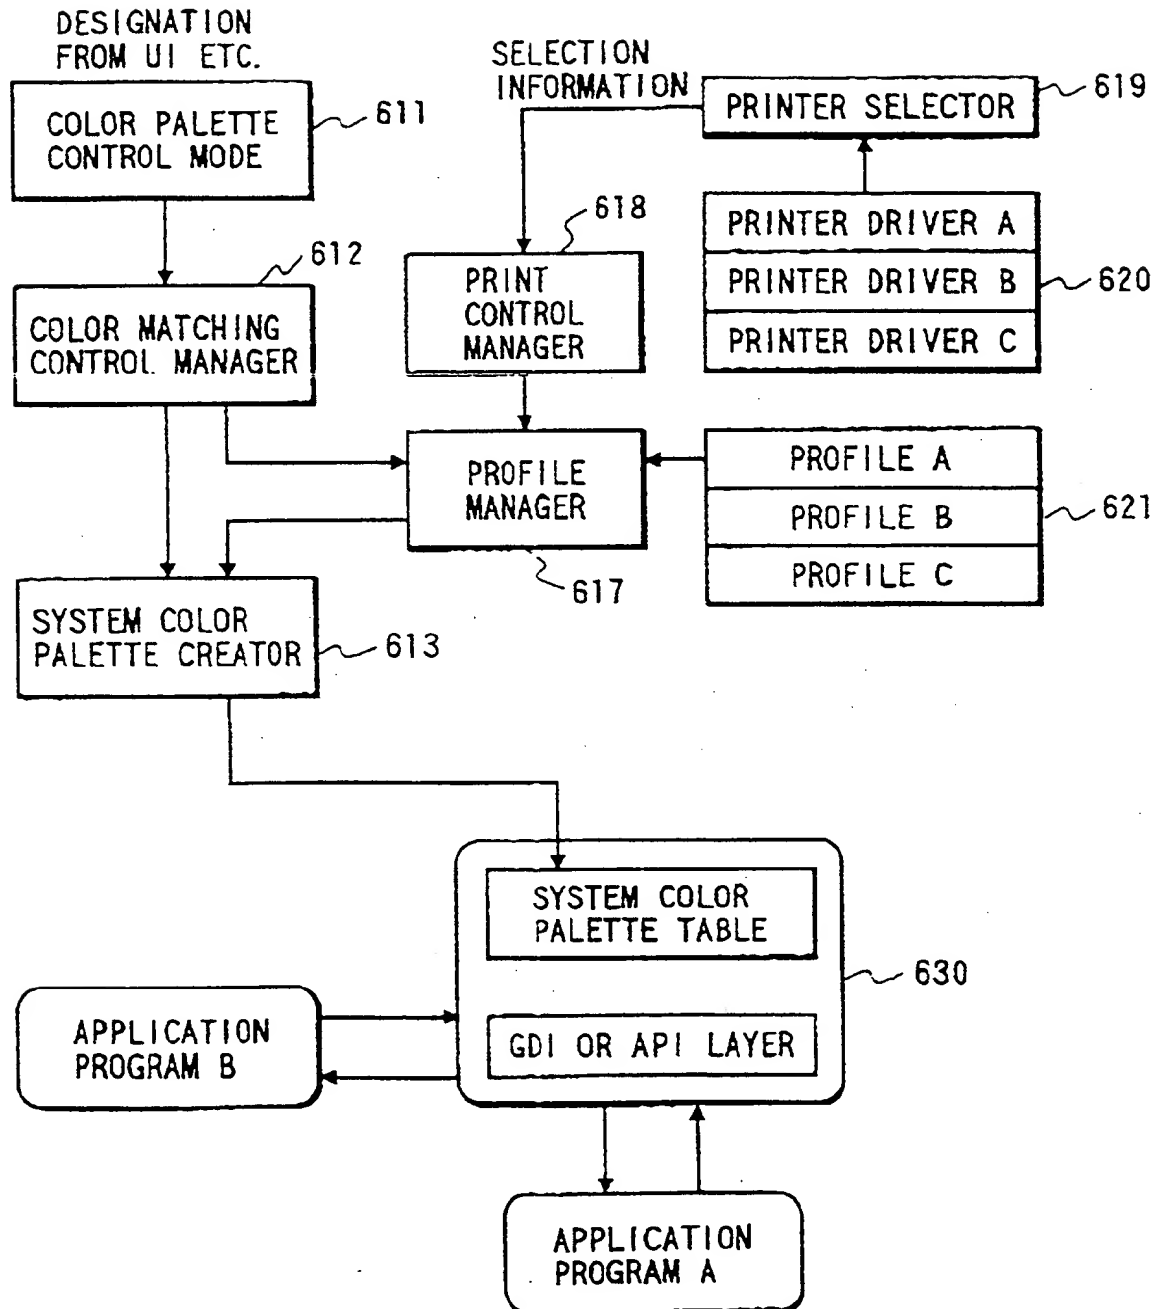 DESIGNATION
FROM UI ETC.
COLOR PALETTE
CONTROL MODE
611
SELECTION
INFORMATION
PRINTER SELECTOR
619
PRINTER DRIVER A
PRINTER DRIVER B
PRINTER DRIVER C
620
618
PRINT
CONTROL
MANAGER
612
COLOR MATCHING
CONTROL MANAGER
PROFILE
MANAGER
617
PROFILE A
PROFILE B
PROFILE C
621
SYSTEM COLOR
PALETTE CREATOR
613
SYSTEM COLOR
PALETTE TABLE
GDI OR API LAYER
630
APPLICATION
PROGRAM B
APPLICATION
PROGRAM A